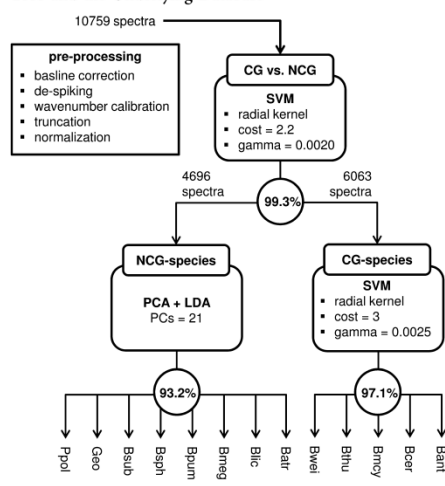 10759 spectra
pre-processing
▪ basline correction
▪ de-spiking
▪ wavenumber calibration
▪ truncation
▪ normalization
CG vs. NCG
SVM
▪ radial kernel
▪ cost = 2.2
▪ gamma = 0.0020
4696
spectra
99.3%
6063
spectra
NCG-species
PCA + LDA
PCs = 21
CG-species
SVM
▪ radial kernel
▪ cost = 3
▪ gamma = 0.0025
93.2%
97.1%
Ppol
Geo
Bsub
Bsph
Bpum
Bmeg
Blic
Batr
Bwei
Bthu
Bmcy
Bcer
Bant